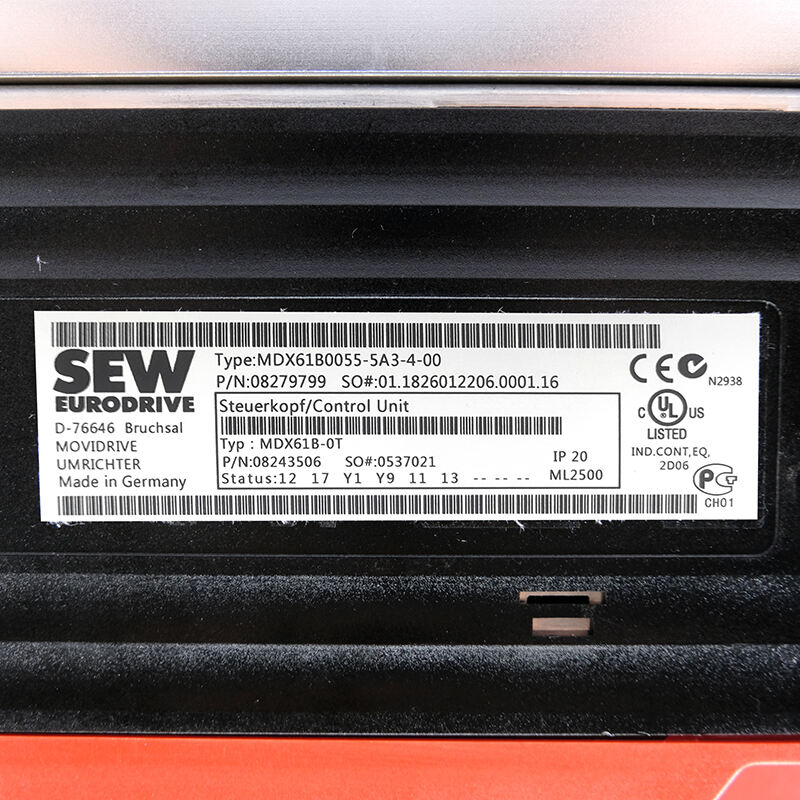 SEW
EURODRIVE
D-76646 Bruchsal
MOVIDRIVE
UMRICHTER
Made in Germany
Type:MDX61B0055-5A3-4-00
P/N:08279799 SO#:01.1826012206.0001.16
Steuerkopf/Control Unit
Typ : MDX61B-0T
P/N:08243506 SO#:0537021
IP 20
Status:12 17 Y1 Y9 11 13 -- -- --
ML2500
CE
N2938
C UL US
LISTED
IND.CONT,EQ,
2D06
CH01